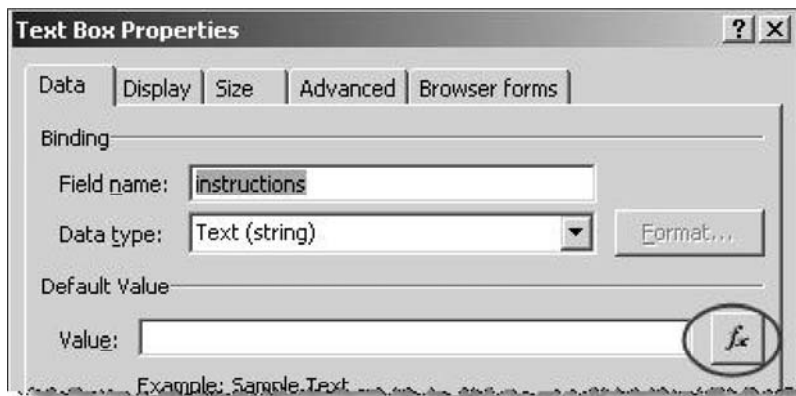 Text Box Properties
? X
Data Display Size Advanced Browser forms
Binding
Field name: instructions
Data type: Text (string) Format...
Default Value
Value: fx
Example: Sample Text